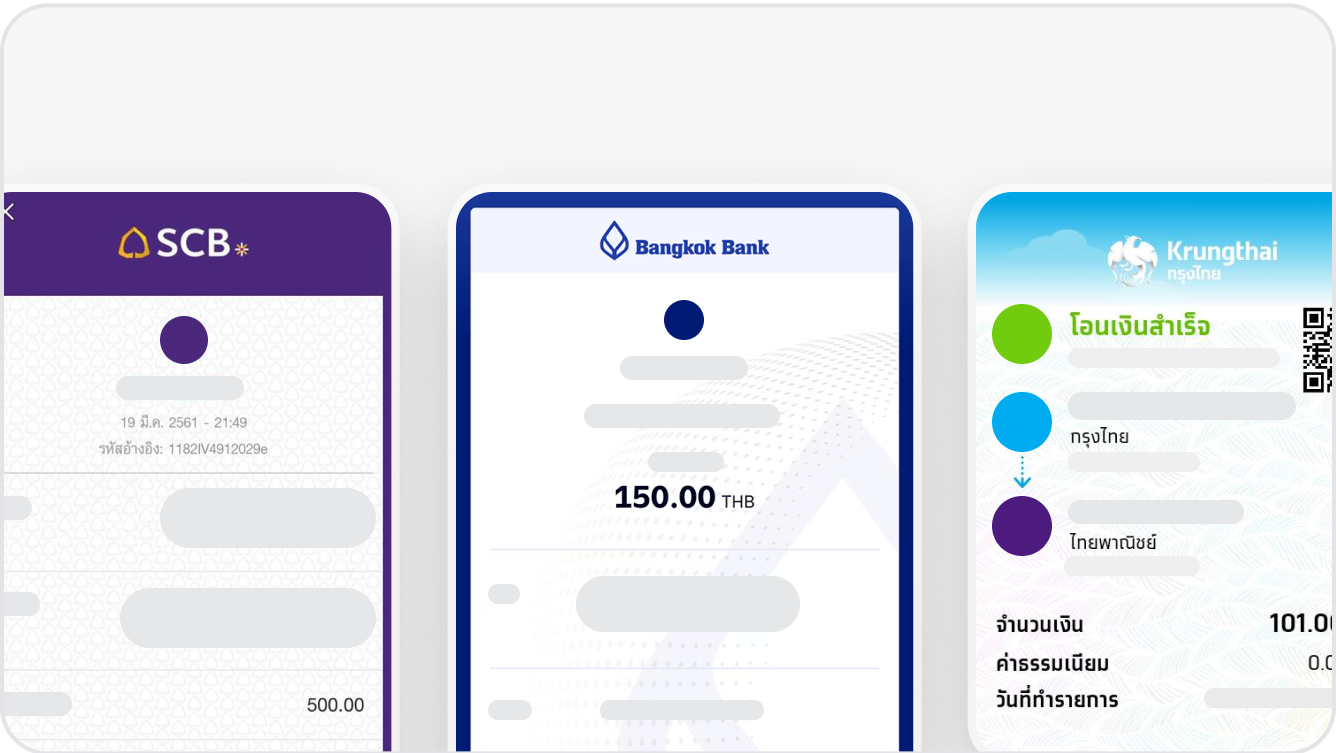 SCB
19 มี.ค. 2561 - 21:49
รหัสอ้างอิง: 1182IV4912029e
500.00
Bangkok Bank
150.00 THB
Krungthai
กรุงไทย
โอนเงินสำเร็จ
กรุงไทย
ไทยพาณิชย์
จำนวนเงิน 101.0
ค่าธรรมเนียม 0.0
วันที่ทำรายการ